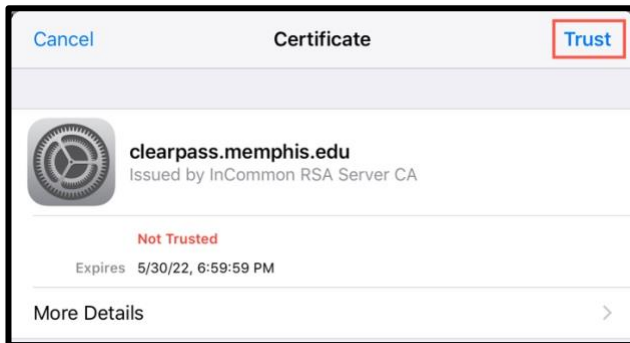 Cancel Certificate Trust
clearpass.memphis.edu
Issued by InCommon RSA Server CA
Not Trusted
Expires 5/30/22, 6:59:59 PM
More Details